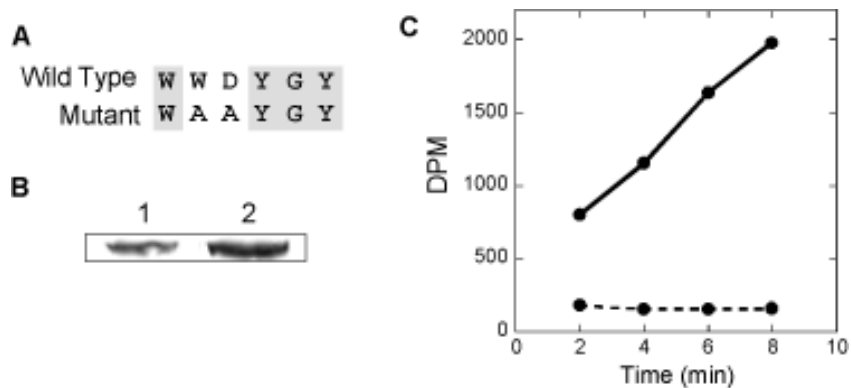 A
Wild Type W W D Y G Y
Mutant W A A Y G Y
B
1 2
C
DPM
2000
1500
1000
500
0
0 2 4 6 8 10
Time (min)